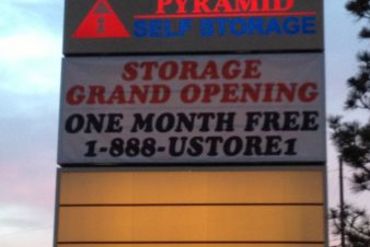 PYRAMID
SELF STORAGE
STORAGE
GRAND OPENING
ONE MONTH FREE
1-888-USTORE1